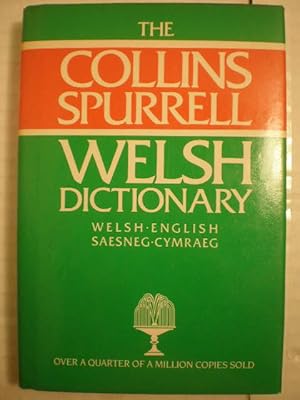 THE
COLLINS
SPURRELL
WELSH
DICTIONARY
WELSH·ENGLISH
SAESNEG·CYMRAEG
OVER A QUARTER OF A MILLION COPIES SOLD